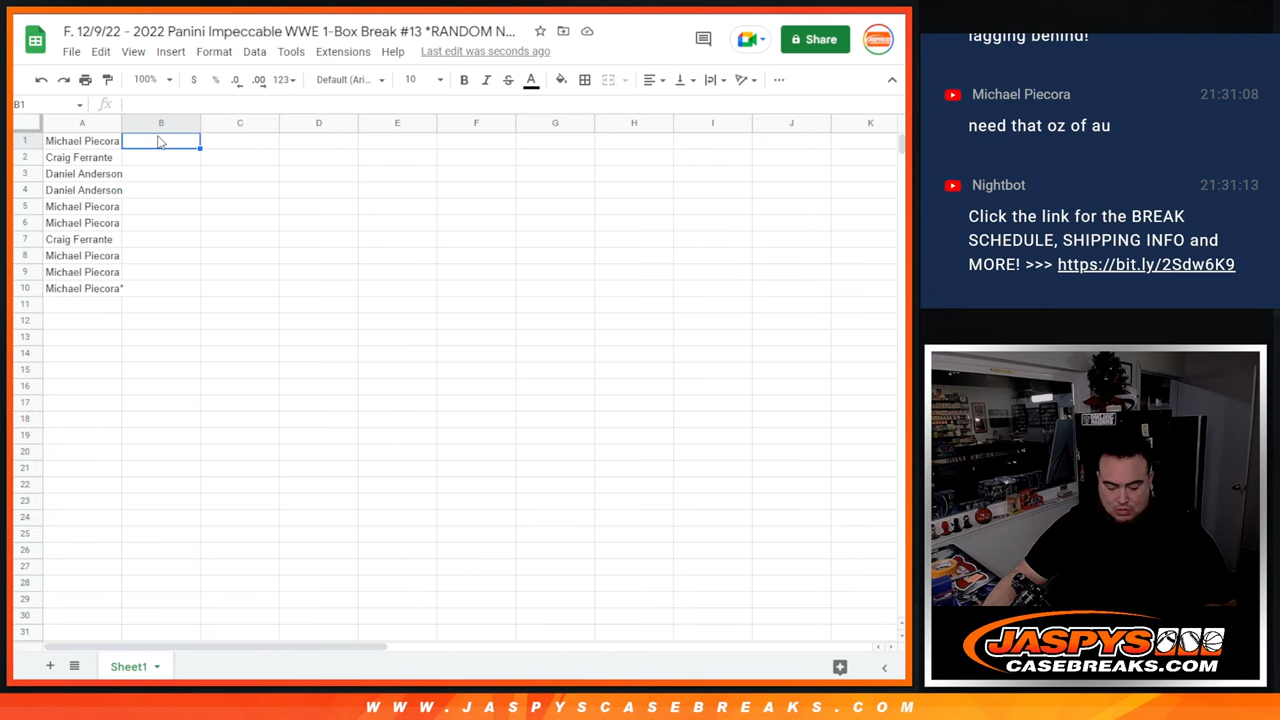 F. 12/9/22 - 2022 Panini Impeccable WWE 1-Box Break #13 *RANDOM N...
File Edit View Insert Format Data Tools Extensions Help Last edit was seconds ago
Share
100% $ % .0 .00 123 Default (Ari... 10 B I S A
B1 fx
A B C D E F G H I J K
1 Michael Piecora
2 Craig Ferrante
3 Daniel Anderson
4 Daniel Anderson
5 Michael Piecora
6 Michael Piecora
7 Craig Ferrante
8 Michael Piecora
9 Michael Piecora
10 Michael Piecora*
11
12
13
14
15
16
17
18
19
20
21
22
23
24
25
26
27
28
29
30
31
Sheet1
lagging behind!
Michael Piecora 21:31:08
need that oz of au
Nightbot 21:31:13
Click the link for the BREAK
SCHEDULE, SHIPPING INFO and
MORE! >>> https://bit.ly/2Sdw6K9
JASPYS
CASEBREAKS.COM
WWW.JASPYSCASEBREAKS.COM